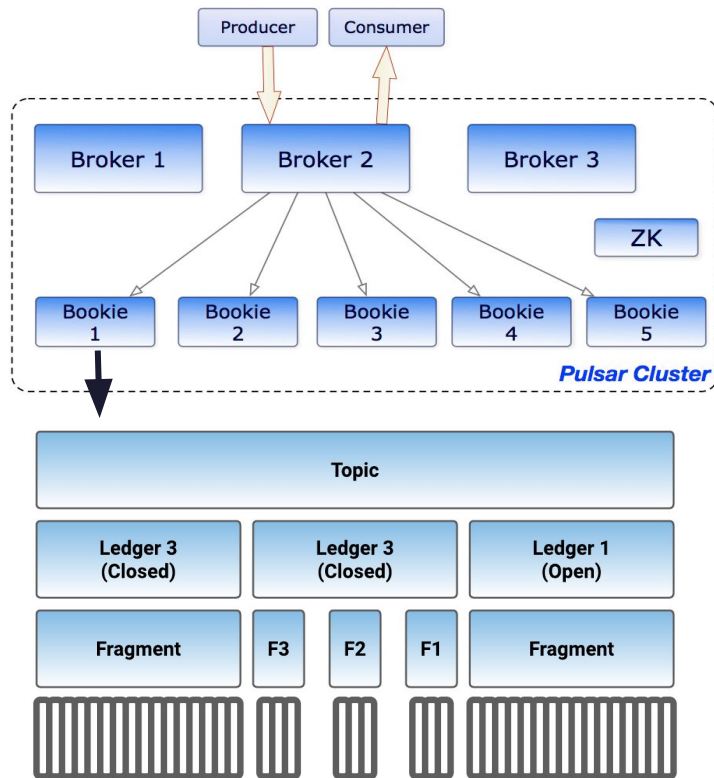 Producer
Consumer
Broker 1
Broker 2
Broker 3
ZK
Bookie
1
Bookie
2
Bookie
3
Bookie
4
Bookie
5
Pulsar Cluster
Topic
Ledger 3
(Closed)
Ledger 3
(Closed)
Ledger 1
(Open)
Fragment
F3
F2
F1
Fragment